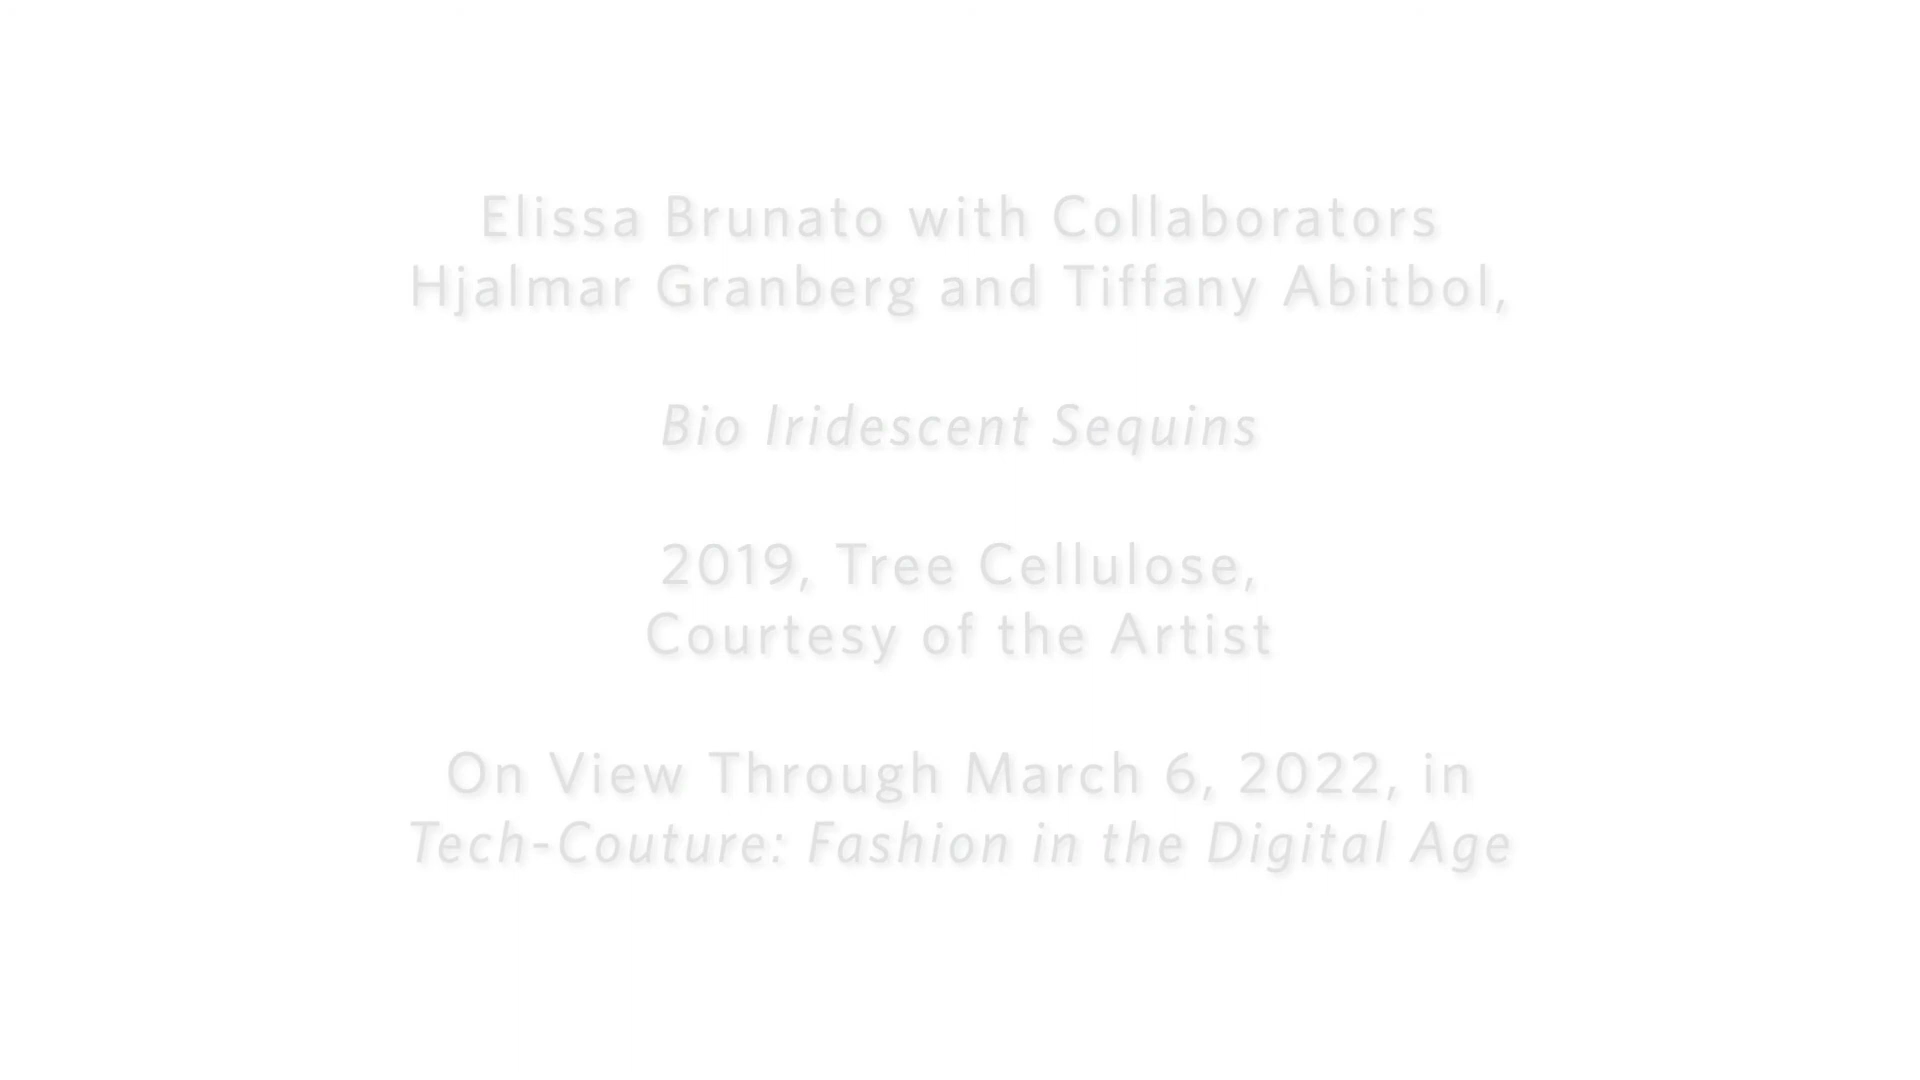 Elissa Brunato with Collaborators
Hjalmar Granberg and Tiffany Abitbol,
Bio Iridescent Sequins
2019, Tree Cellulose,
Courtesy of the Artist
On View Through March 6, 2022, in
Tech-Couture: Fashion in the Digital Age